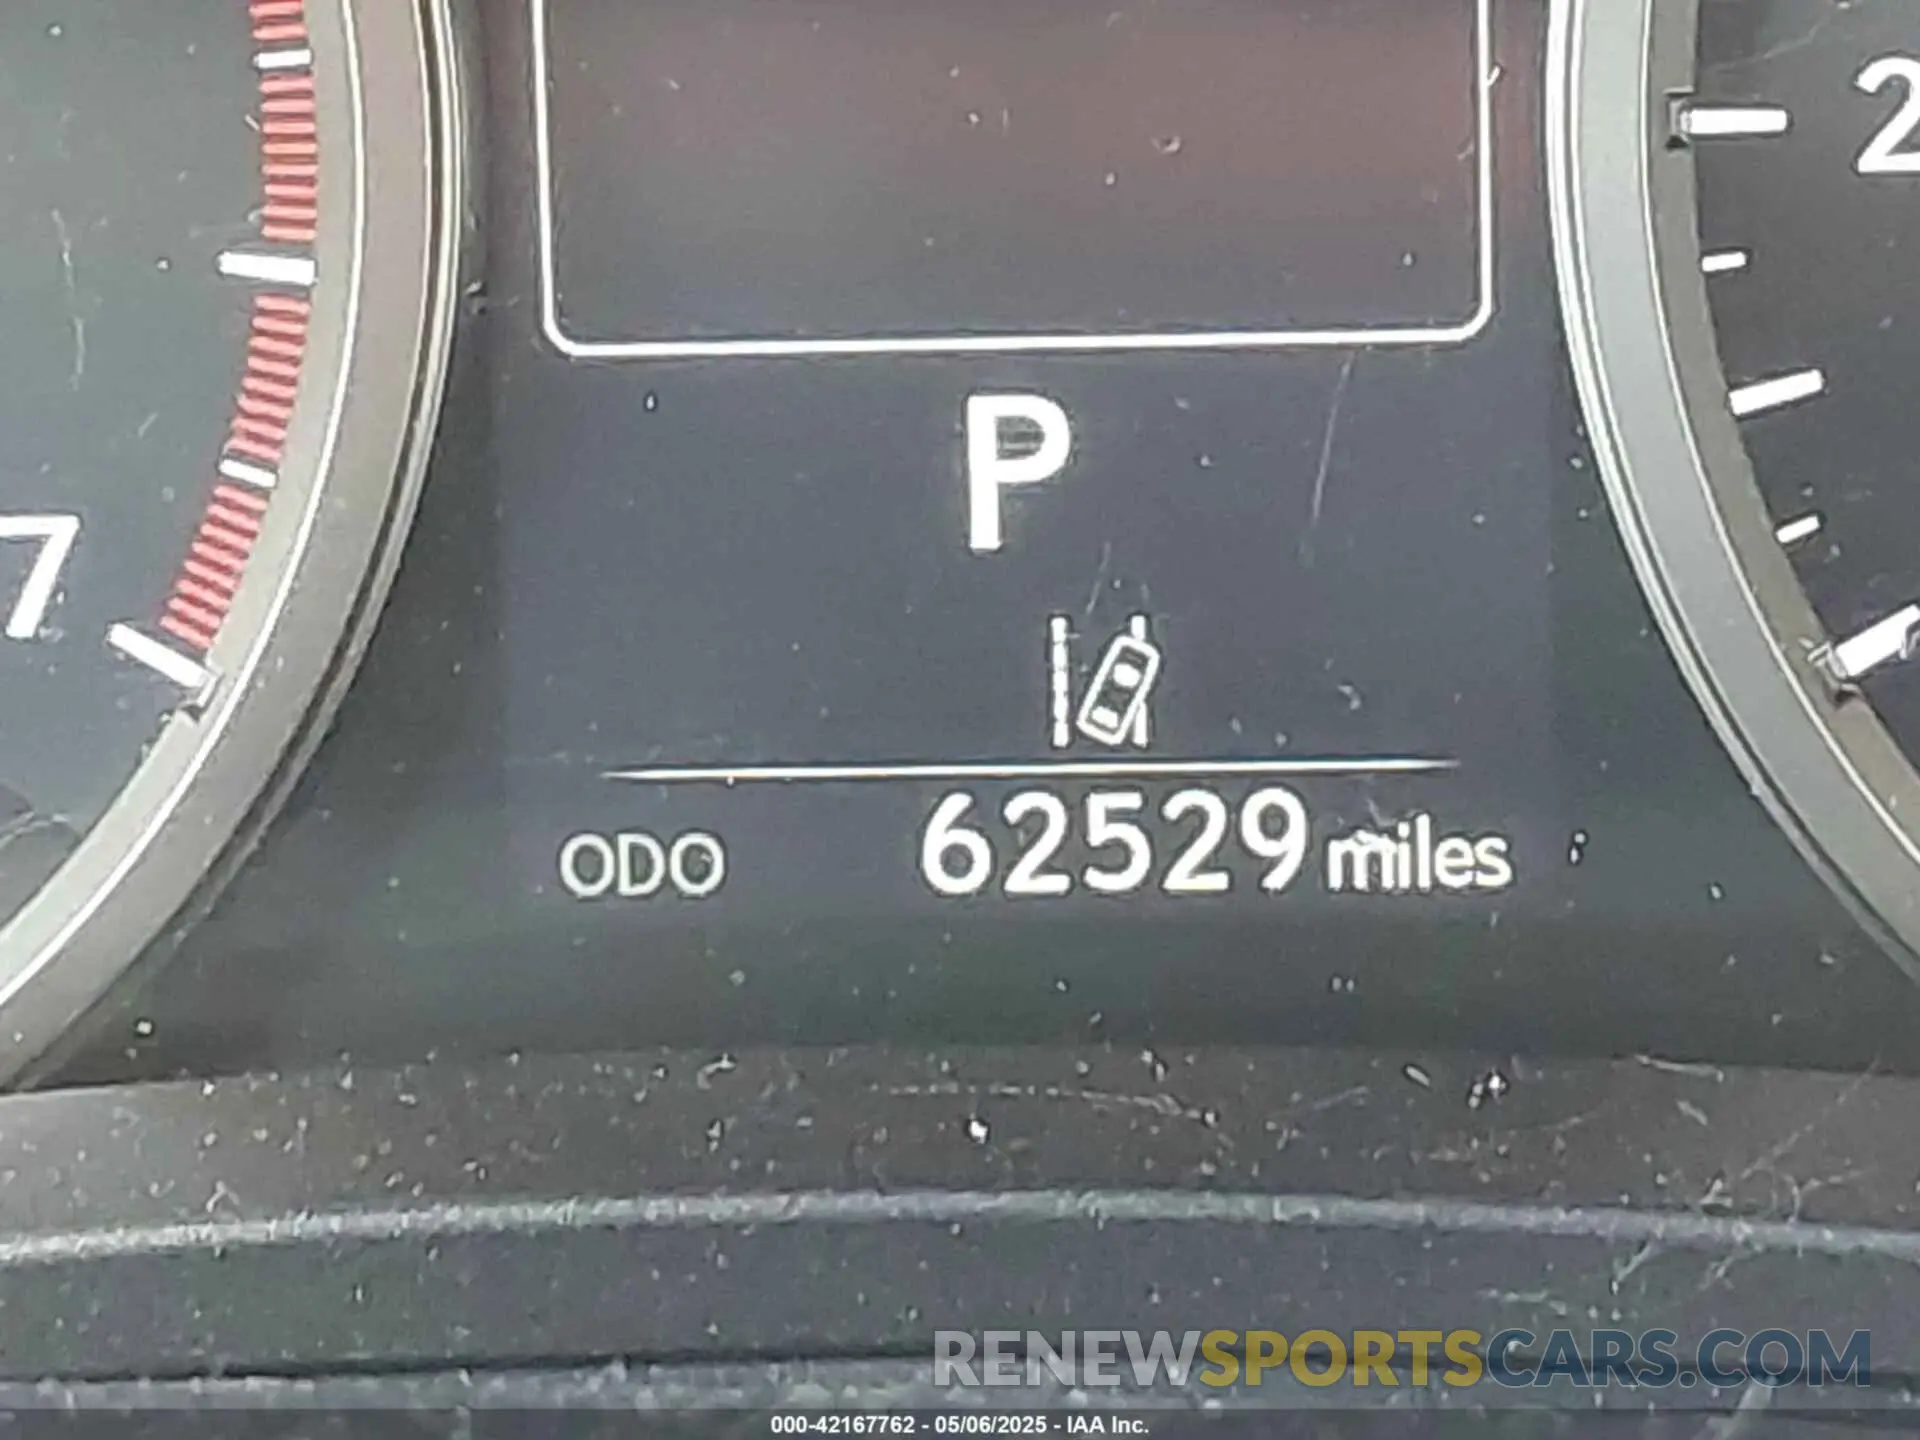 2
P
7
ODO 62529 miles
RENEWSPORTSCARS.COM
000-42167762 - 05/06/2025 - IAA Inc.